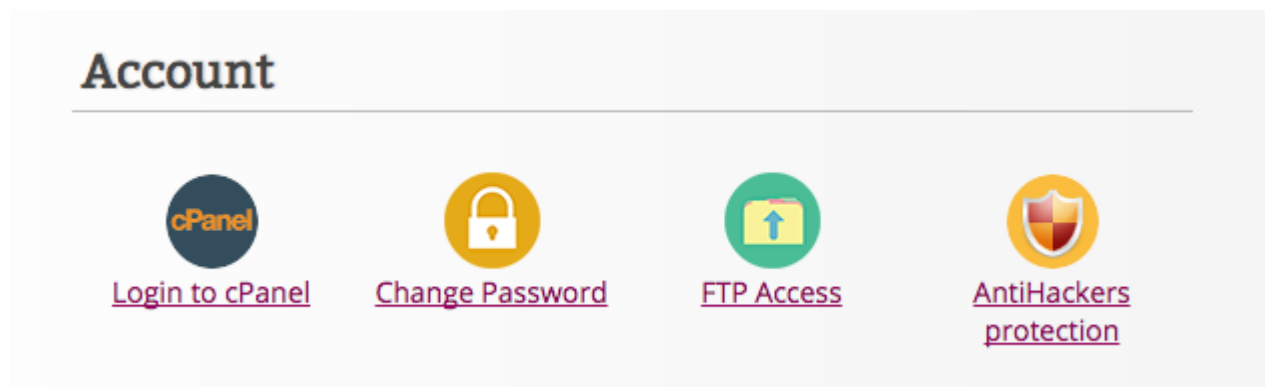 Account
cPanel
Login to cPanel
Change Password
FTP Access
AntiHackers
protection